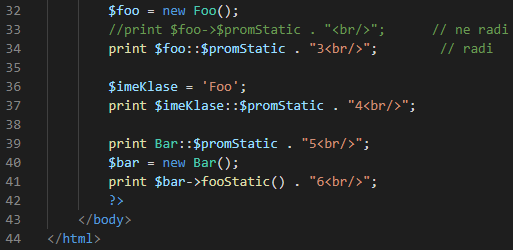 32 $foo = new Foo();
33 //print $foo->$promStatic . "<br/>"; // ne radi
34 print $foo::$promStatic . "3<br/>"; // radi
35
36 $imeKlase = 'Foo';
37 print $imeKlase::$promStatic . "4<br/>";
38
39 print Bar::$promStatic . "5<br/>";
40 $bar = new Bar();
41 print $bar->fooStatic() . "6<br/>";
42 ?>
43 </body>
44 </html>